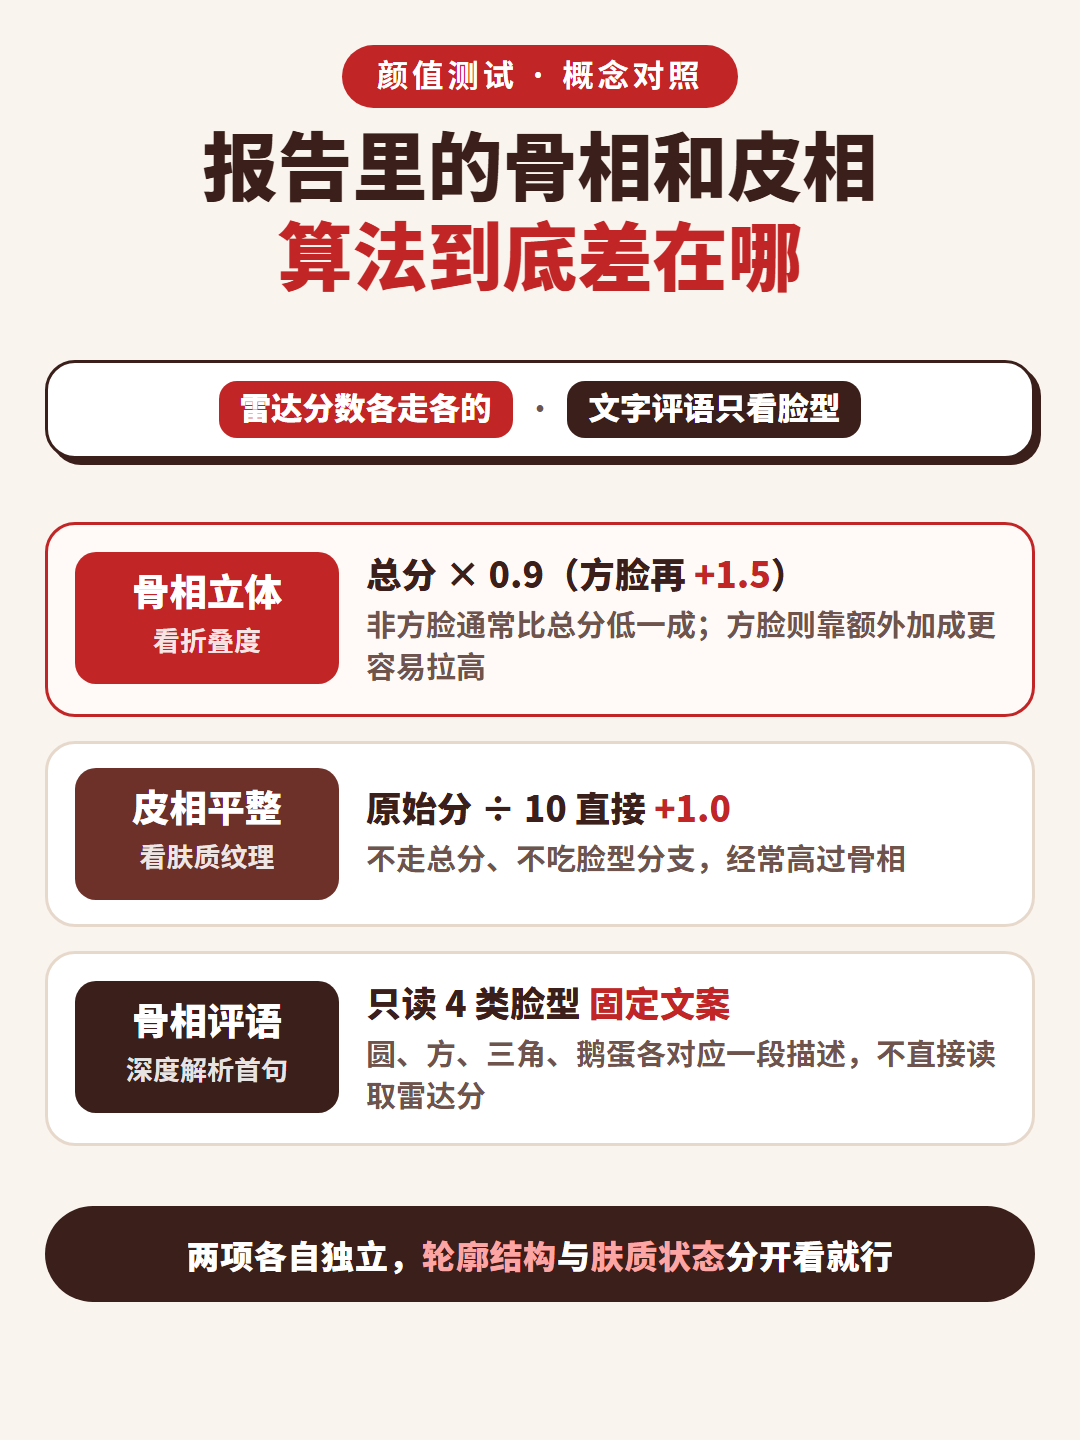 颜值测试 · 概念对照
报告里的骨相和皮相
算法到底差在哪
雷达分数各走各的 · 文字评语只看脸型
骨相立体
看折叠度
总分 × 0.9（方脸再 +1.5）
非方脸通常比总分低一成；方脸则靠额外加成更
容易拉高
皮相平整
看肤质纹理
原始分 ÷ 10 直接 +1.0
不走总分、不吃脸型分支，经常高过骨相
骨相评语
深度解析首句
只读 4 类脸型 固定文案
圆、方、三角、鹅蛋各对应一段描述，不直接读
取雷达分
两项各自独立，轮廓结构与肤质状态分开看就行